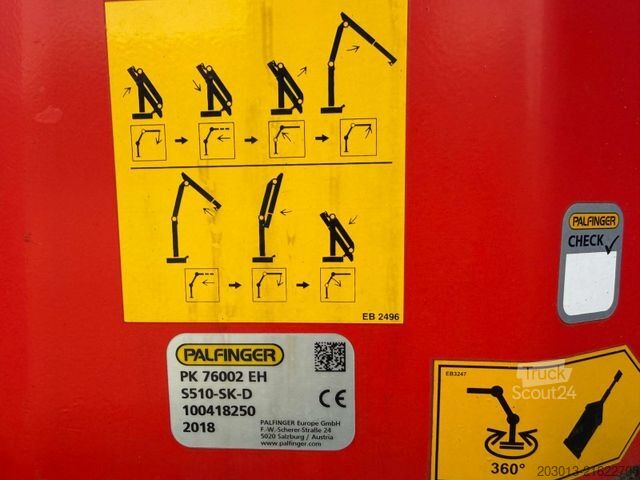 EB 2496
PALFINGER
CHECK
PALFINGER
PK 76002 EH
S510-SK-D
100418250
2018
PALFINGER Europe GmbH
F.-W.-Scherer-Straße 24
5020 Salzburg / Austria
www.palfinger.com
CE
EB3247
360°
Truck
Scout24